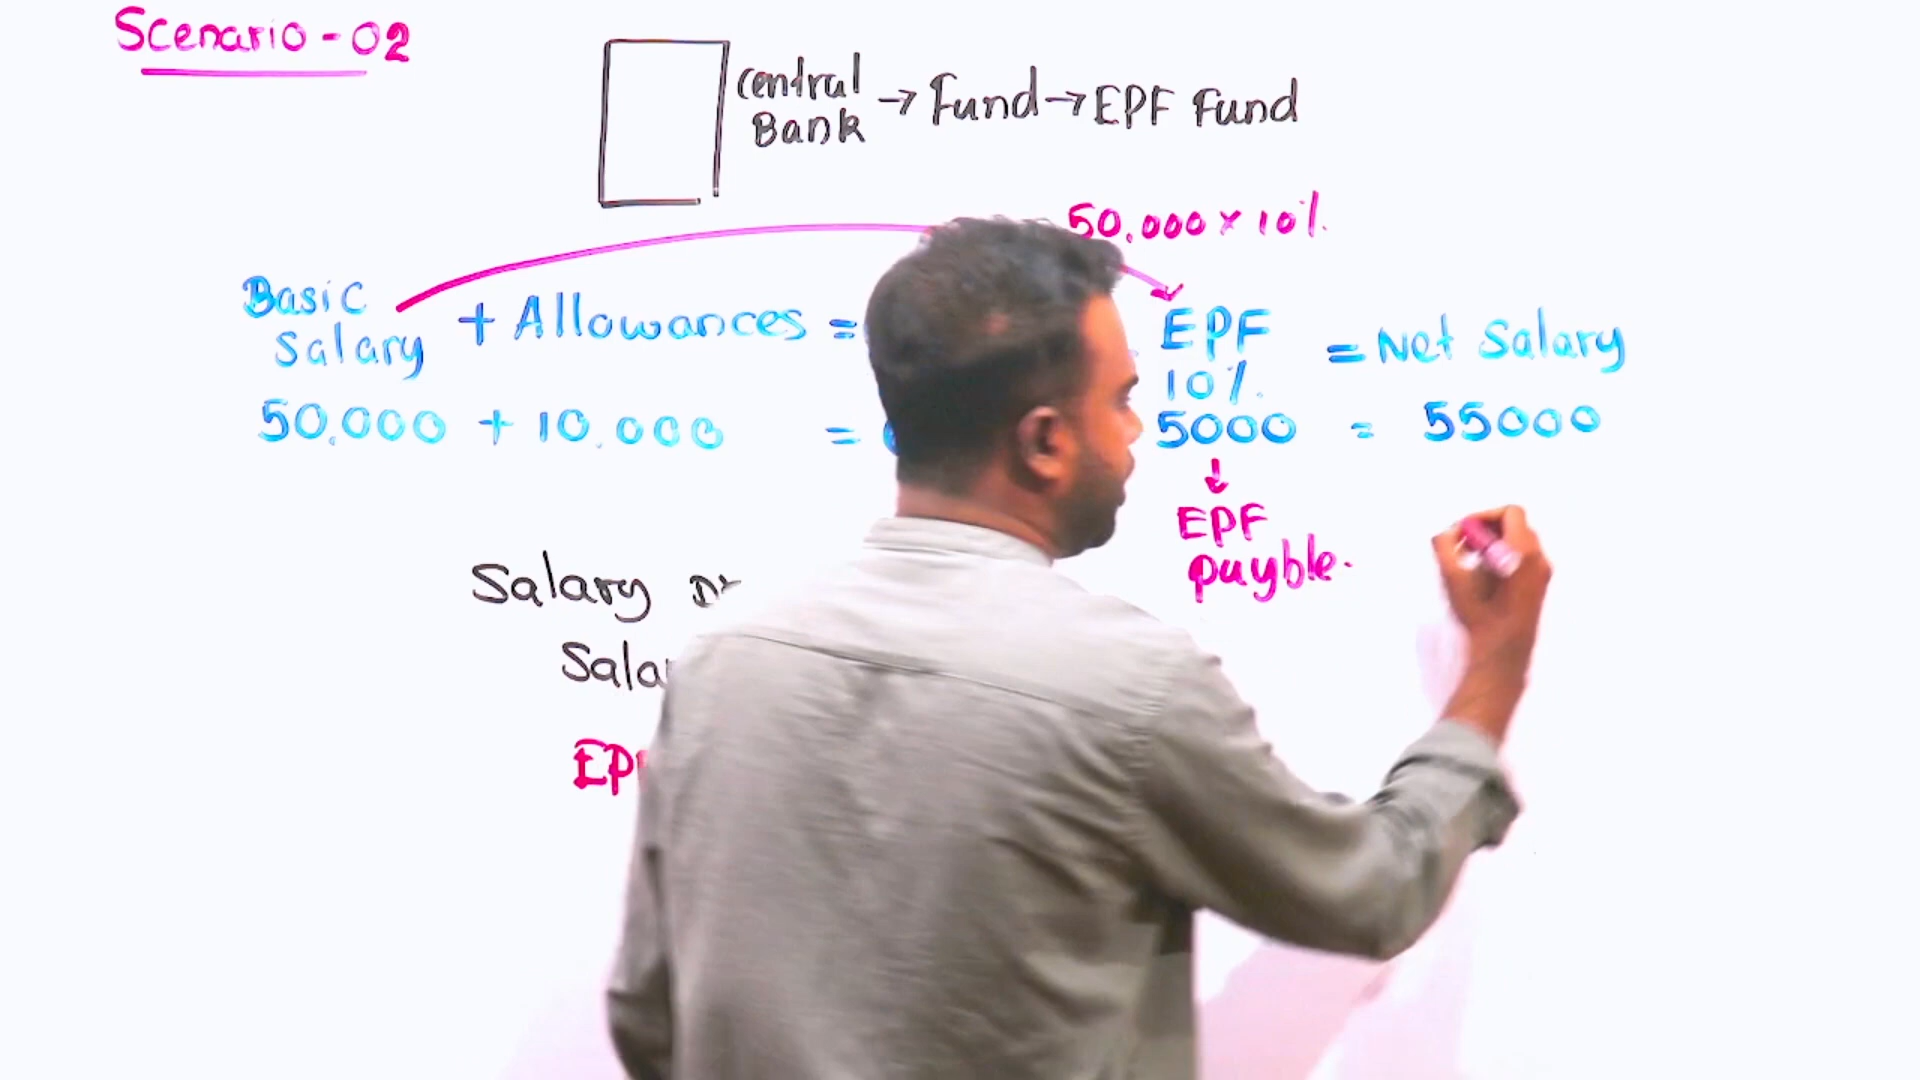 Scenario - 02
Central Bank → Fund → EPF Fund
50,000 × 10%.
Basic Salary + Allowances = EPF 10%. = Net Salary
50,000 + 10,000 = 5000 = 55000
↓
EPF
payble.
Salary